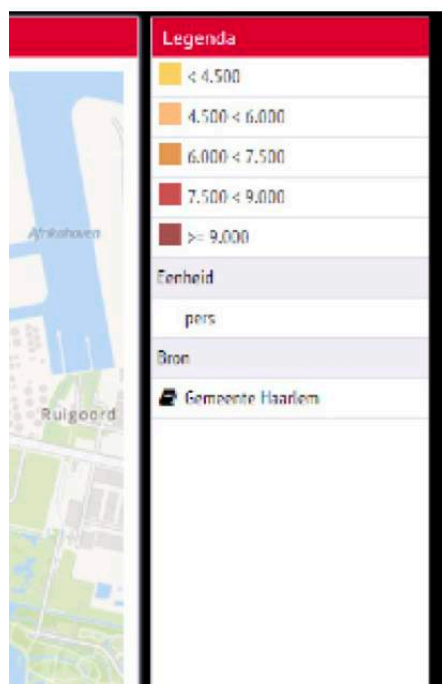 Legenda
< 4.500
4.500 < 6.000
6.000 < 7.500
7.500 < 9.000
>= 9.000
Eenheid
pers
Bron
Gemeente Haarlem
Afrikahaven
Ruigoord